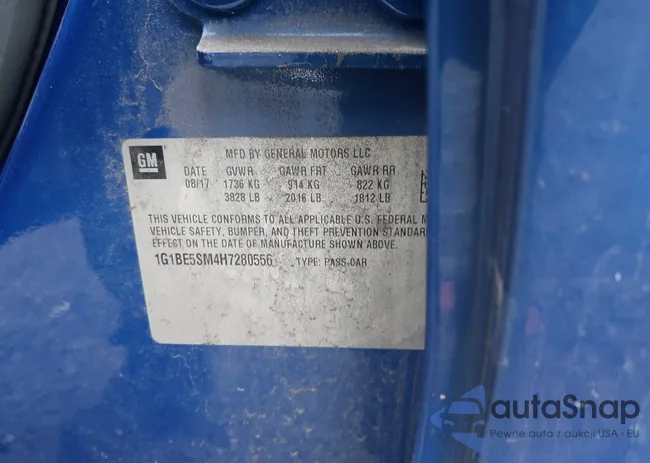 GM
MFD BY GENERAL MOTORS LLC
DATE GVWR GAWR FRT GAWR RR
08/17 1736 KG 914 KG 822 KG
3828 LB 2016 LB 1812 LB
THIS VEHICLE CONFORMS TO ALL APPLICABLE U.S. FEDERAL M
VEHICLE SAFETY, BUMPER, AND THEFT PREVENTION STANDAR
EFFECT ON THE DATE OF MANUFACTURE SHOWN ABOVE.
1G1BE5SM4H7280556 TYPE: PASS CAR
autaSnap
Pewne auta z aukcji USA i EU